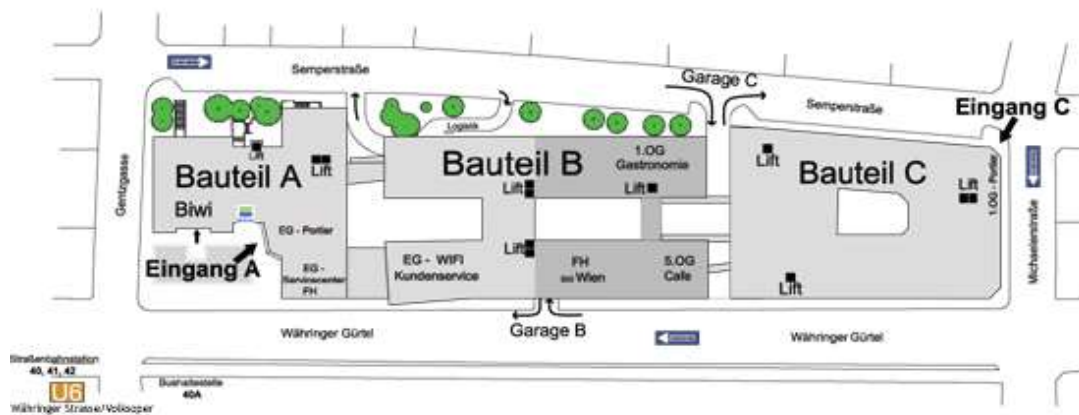 Semperstraße
Garage C
Semperstraße
Eingang C
Logistik
Lift
Lift
Bauteil A
Biwi
Gentzgasse
EG - Portier
Eingang A
EG -
Servicecenter
FH
Bauteil B
1.OG
Gastronomie
Lift
Lift
Lift
EG - WIFI
Kundenservice
FH
Wien
5.OG
Cafe
Lift
Bauteil C
Lift
1.OG - Portier
Lift
Michaelerstraße
Währinger Gürtel
Garage B
Währinger Gürtel
Straßenbahnstation
40, 41, 42
U6
Währinger Strasse/Volksoper
Bushaltestelle
40A